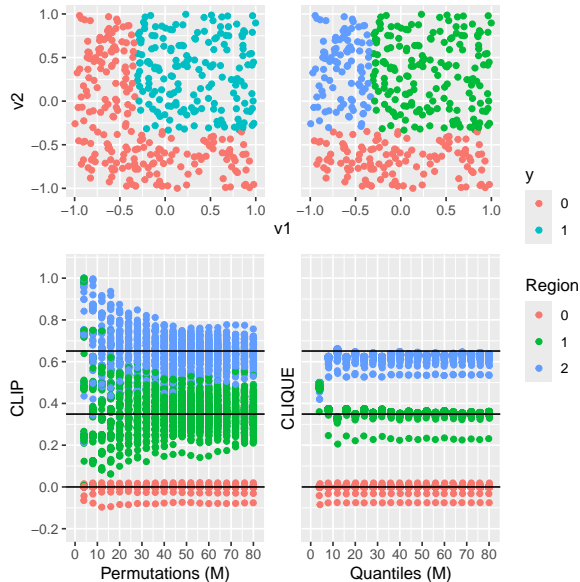 1.0
0.5
0.0
−0.5
−1.0
v2
−1.0 −0.5 0.0 0.5 1.0
−1.0 −0.5 0.0 0.5 1.0
v1
y
0
1
Region
0
1
2
1.0
0.8
0.6
0.4
0.2
0.0
−0.2
CLIP
CLIQUE
0 10 20 30 40 50 60 70 80
0 10 20 30 40 50 60 70 80
Permutations (M)
Quantiles (M)